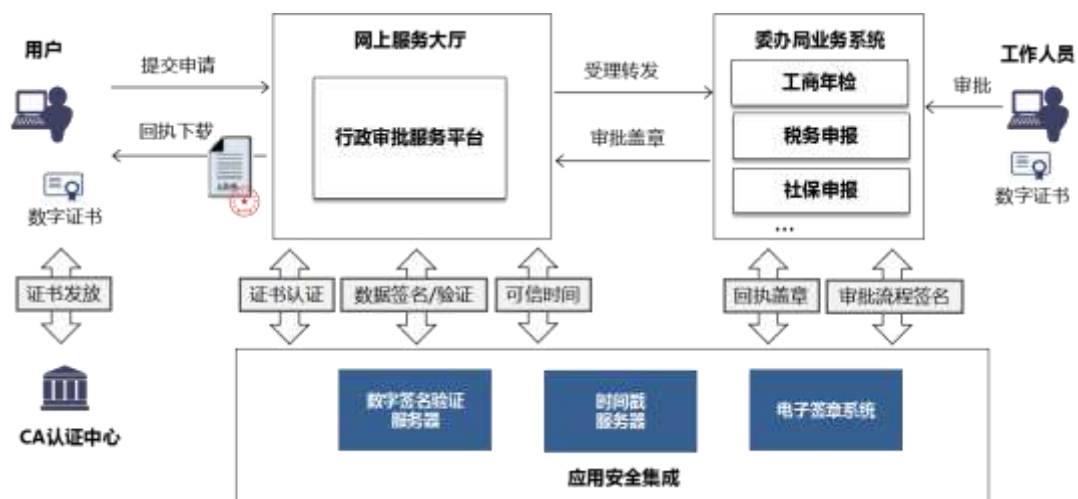 用户
提交申请
回执下载
数字证书
证书发放
CA认证中心
网上服务大厅
行政审批服务平台
受理转发
审批盖章
委办局业务系统
工商年检
税务申报
社保申报
...
工作人员
审批
数字证书
证书认证
数据签名/验证
可信时间
回执盖章
审批流程签名
数字签名验证
服务器
时间戳
服务器
电子签章系统
应用安全集成